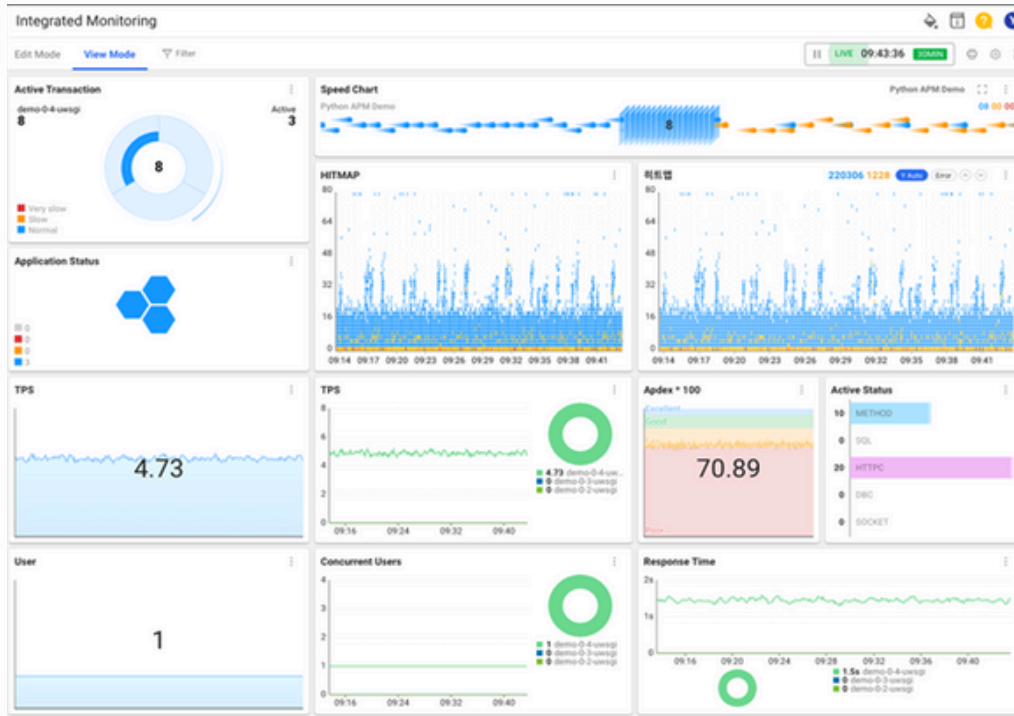 Integrated Monitoring
Edit Mode View Mode Filter
LIVE 09:43:36 30MIN
Active Transaction
demo-0-4-uwsgi Active
8 3
8
Very slow
Slow
Normal
Speed Chart Python APM Demo
Python APM Demo 08 00 00
8
Application Status
0
0
0
3
HITMAP
80
64
48
32
16
0
09:14 09:17 09:20 09:23 09:26 09:29 09:32 09:35 09:38 09:41
히트맵 220306 1228 Y Auto Error
80
64
48
32
16
0
09:14 09:17 09:20 09:23 09:26 09:29 09:32 09:35 09:38 09:41
TPS
4.73
TPS
8
6
4
2
0
09:16 09:24 09:32 09:40
4.73 demo-0-4-uw...
0 demo-0-3-uwsgi
0 demo-0-2-uwsgi
Apdex * 100
Excellent
Good
70.89
Poor
Active Status
10 METHOD
0 SQL
20 HTTPC
0 DBC
0 SOCKET
User
1
Concurrent Users
4
3
2
1
0
09:16 09:24 09:32 09:40
1 demo-0-4-uwsgi
0 demo-0-3-uwsgi
0 demo-0-2-uwsgi
Response Time
2s
1s
0
09:16 09:20 09:24 09:28 09:32 09:36 09:40
1.5s demo-0-4-uwsgi
0 demo-0-3-uwsgi
0 demo-0-2-uwsgi